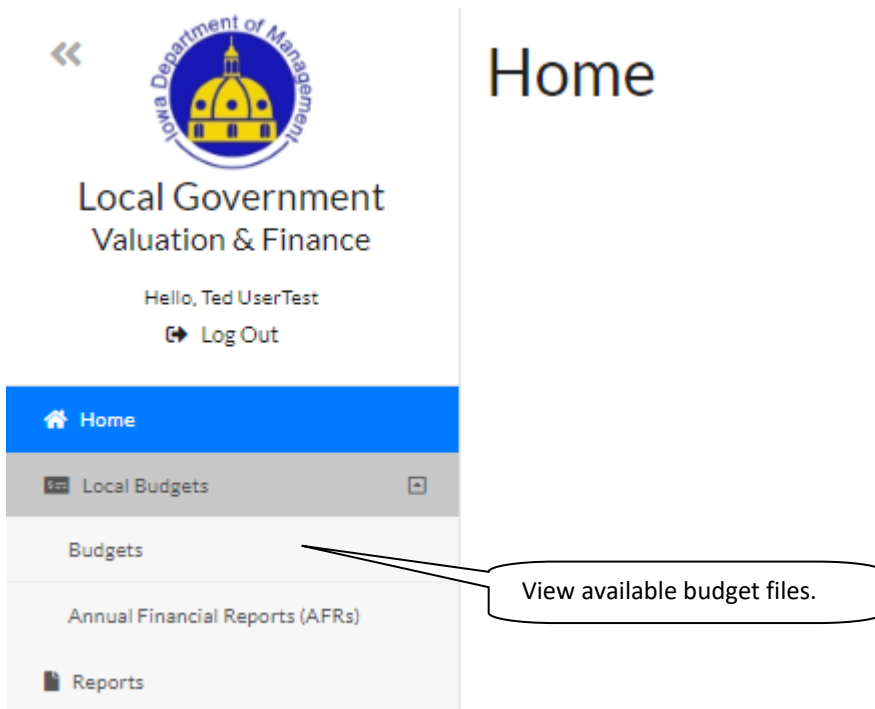 Iowa Department of Management
Local Government
Valuation & Finance
Hello, Ted UserTest
Log Out
Home
Local Budgets
Budgets
Annual Financial Reports (AFRs)
Reports
Home
View available budget files.